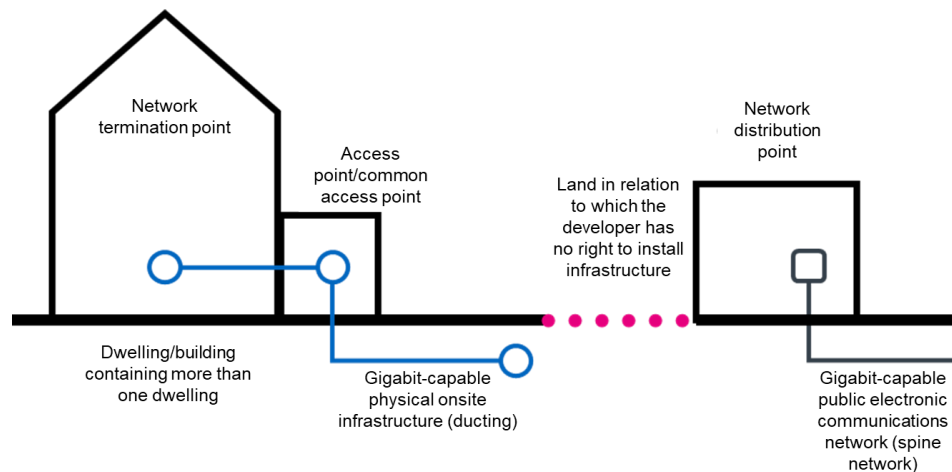 Network
termination point
Access
point/common
access point
Land in relation
to which the
developer has
no right to install
infrastructure
Network
distribution
point
Dwelling/building
containing more than
one dwelling
Gigabit-capable
physical onsite
infrastructure (ducting)
Gigabit-capable
public electronic
communications
network (spine
network)